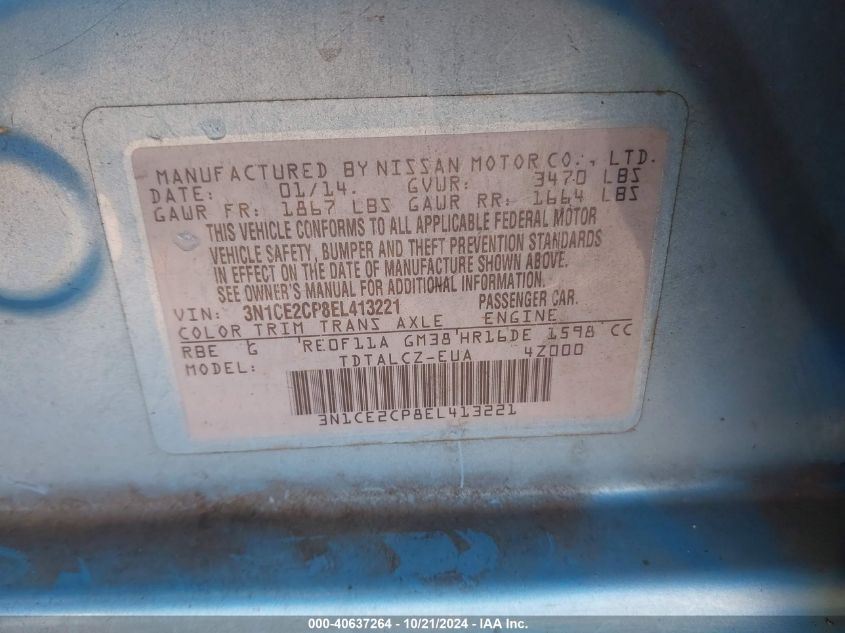 MANUFACTURED BY NISSAN MOTOR CO., LTD.
DATE: 01/14. GVWR: 3470 LBS
GAWR FR: 1867 LBS GAWR RR: 1664 LBS
THIS VEHICLE CONFORMS TO ALL APPLICABLE FEDERAL MOTOR
VEHICLE SAFETY, BUMPER AND THEFT PREVENTION STANDARDS
IN EFFECT ON THE DATE OF MANUFACTURE SHOWN ABOVE.
SEE OWNER'S MANUAL FOR ADDITIONAL INFORMATION.
VIN: 3N1CE2CP8EL413221 PASSENGER CAR.
COLOR TRIM TRANS AXLE ENGINE
RBE G RE0F11A GM38 HR16DE 1598 CC
MODEL: TDTALCZ-EUA 4Z000
3N1CE2CP8EL413221
000-40637264 - 10/21/2024 - IAA, Inc.